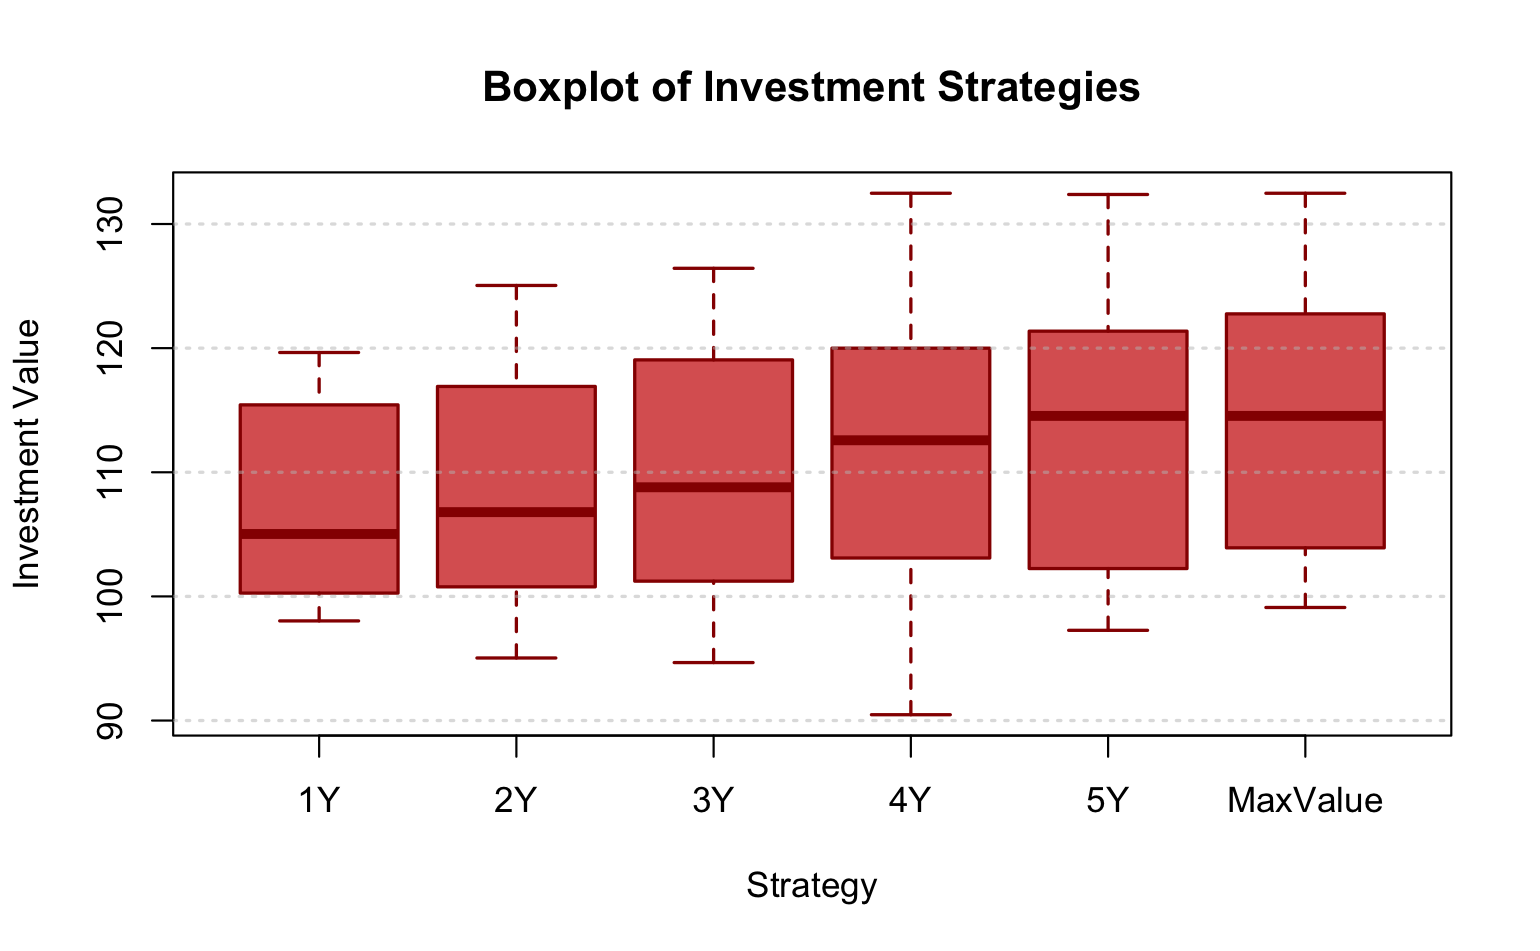 Boxplot of Investment Strategies
Investment Value
130
120
110
100
90
1Y 2Y 3Y 4Y 5Y MaxValue
Strategy